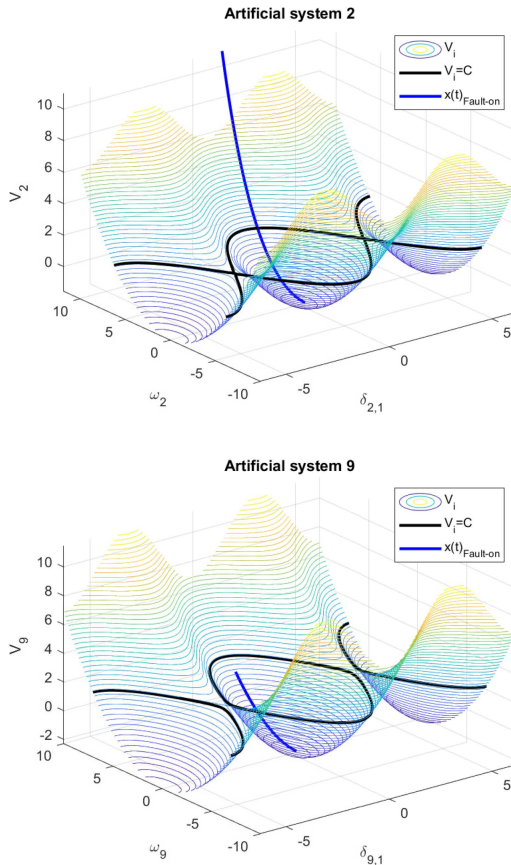 Artificial system 2
V_i
V_i=C
x(t)_Fault-on
10
8
6
4
2
0
V_2
10
5
0
-5
-10
ω_2
-5
0
5
δ_2,1
Artificial system 9
V_i
V_i=C
x(t)_Fault-on
10
8
6
4
2
0
-2
V_9
10
5
0
-5
-10
ω_9
-5
0
5
δ_9,1